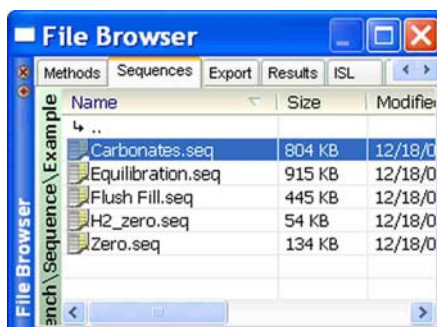 File Browser
Methods Sequences Export Results ISL
Name Size Modifie
..
Carbonates.seq 804 KB 12/18/0
Equilibration.seq 915 KB 12/18/0
Flush Fill.seq 445 KB 12/18/0
H2_zero.seq 54 KB 12/18/0
Zero.seq 134 KB 12/18/0
File Browser
ench\Sequence\Example